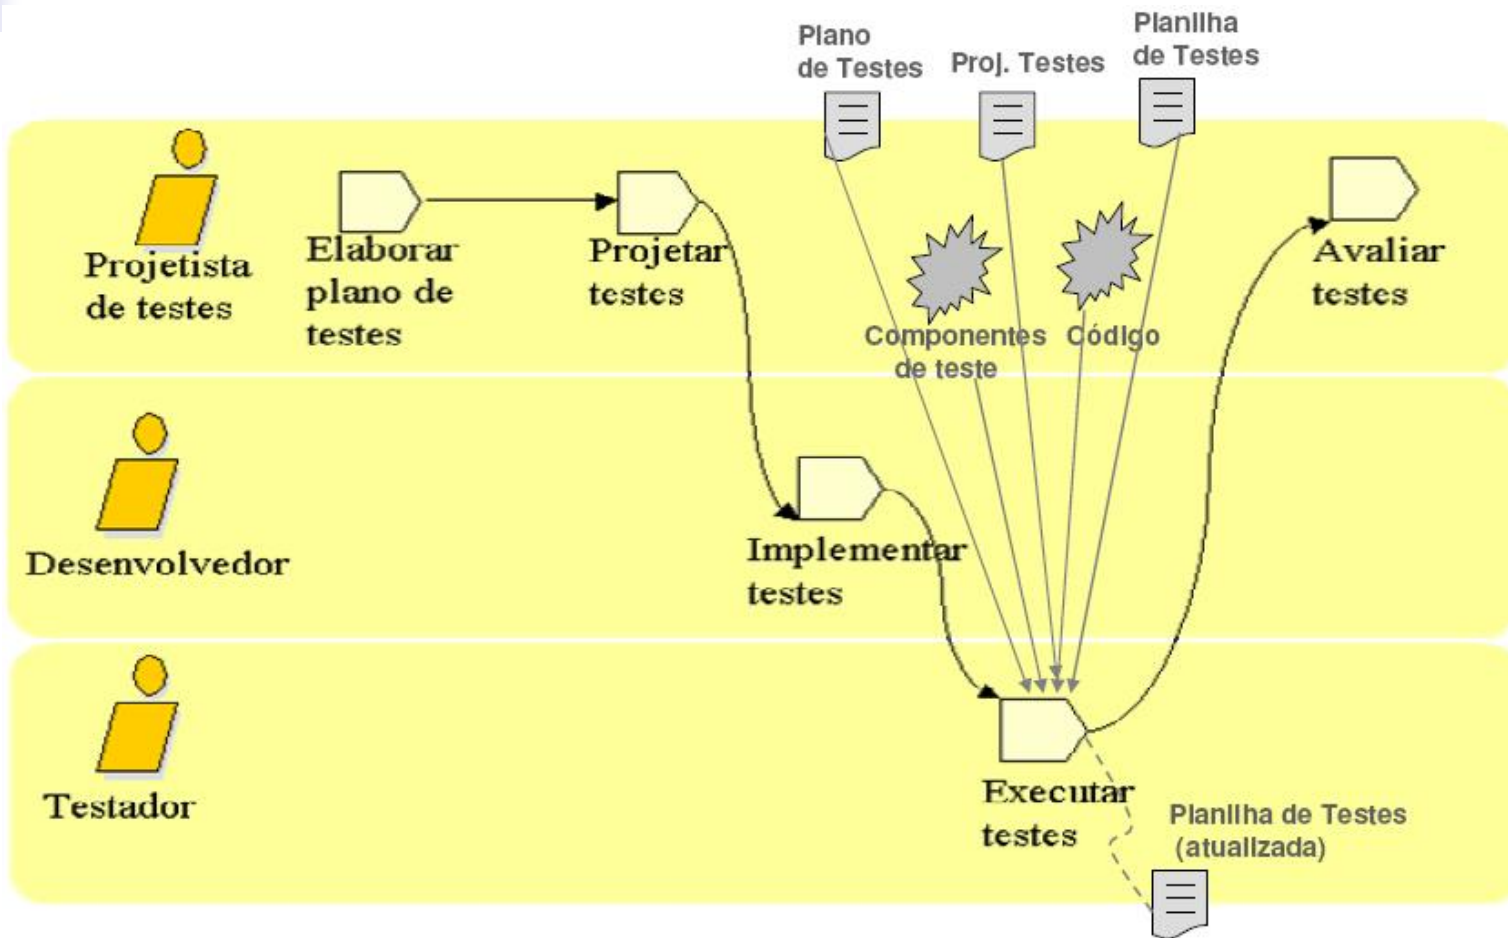 Plano
de Testes
Proj. Testes
Planilha
de Testes
Projetista
de testes
Elaborar
plano de
testes
Projetar
testes
Componentes
de teste
Código
Avaliar
testes
Desenvolvedor
Implementar
testes
Testador
Executar
testes
Planilha de Testes
(atualizada)